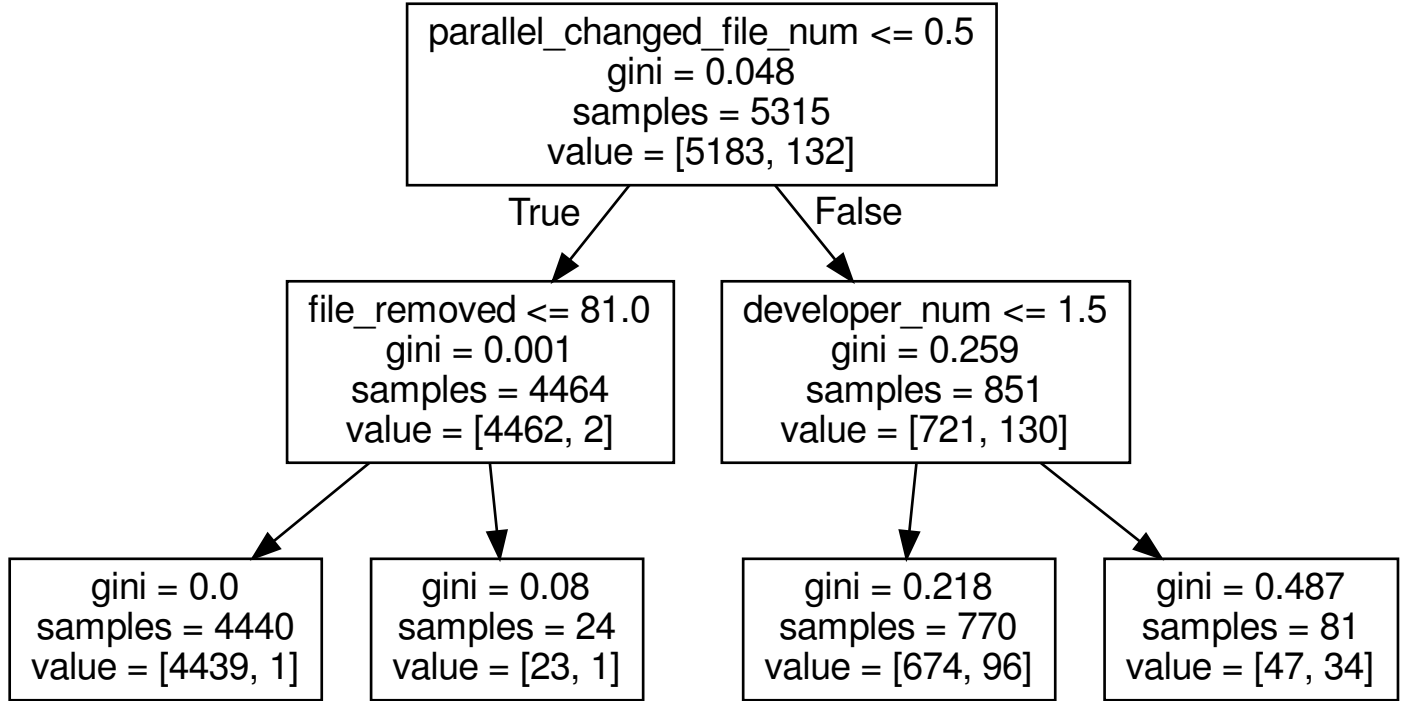 parallel_changed_file_num <= 0.5
gini = 0.048
samples = 5315
value = [5183, 132]
True
False
file_removed <= 81.0
gini = 0.001
samples = 4464
value = [4462, 2]
developer_num <= 1.5
gini = 0.259
samples = 851
value = [721, 130]
gini = 0.0
samples = 4440
value = [4439, 1]
gini = 0.08
samples = 24
value = [23, 1]
gini = 0.218
samples = 770
value = [674, 96]
gini = 0.487
samples = 81
value = [47, 34]